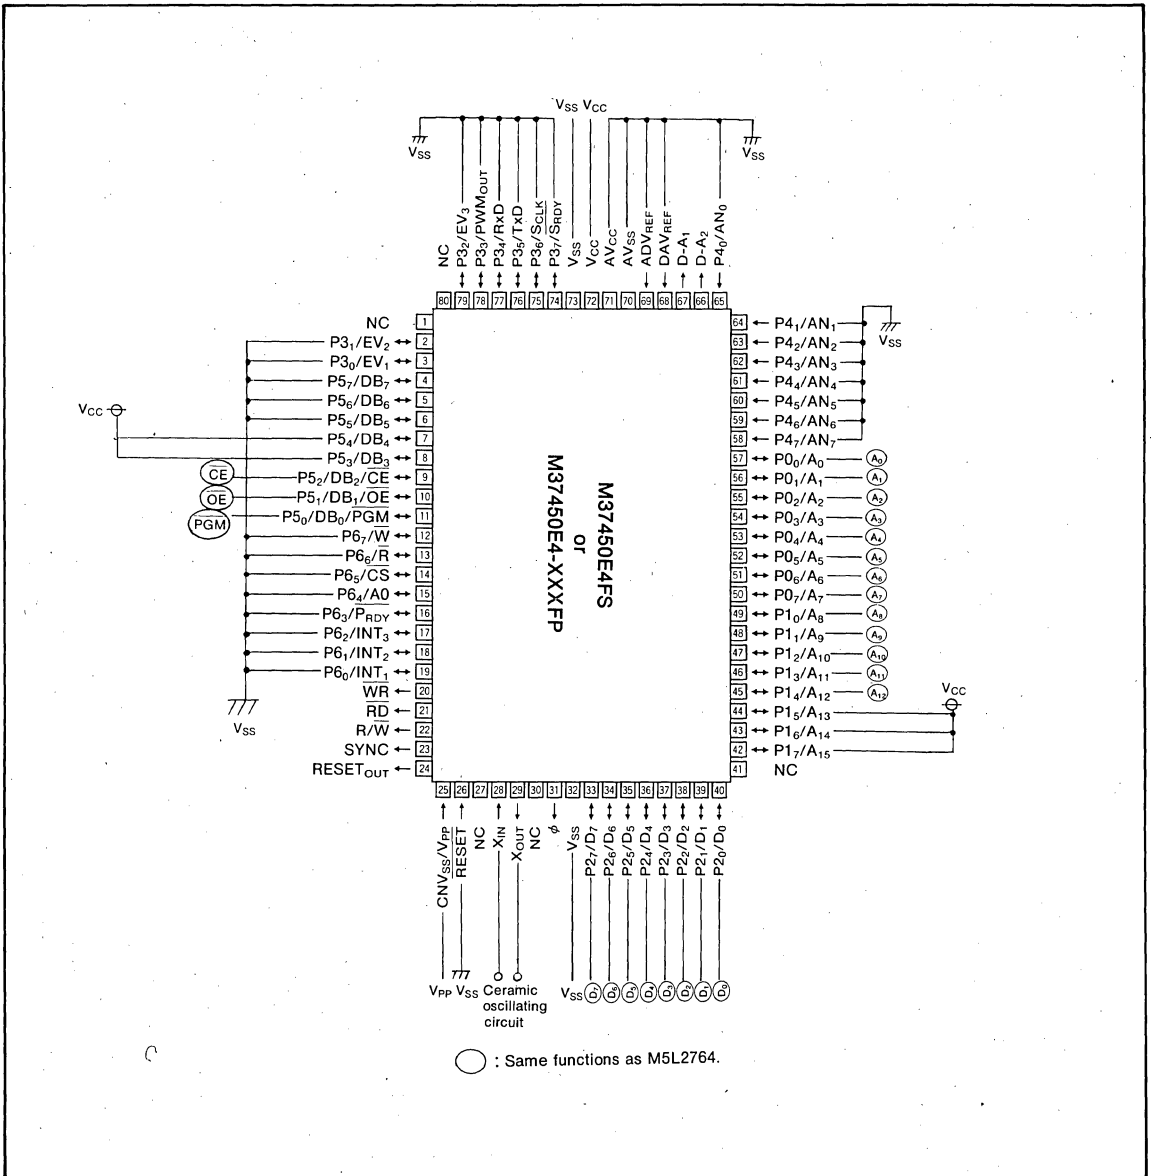 VSS VCC
VSS
VSS
NC
P32/EV3
P33/PWMOUT
P34/RxD
P35/TxD
P36/SCLK
P37/S̅R̅D̅Y̅
VSS
VCC
AVCC
AVSS
ADVREF
DAVREF
D-A1
D-A2
P40/AN0
80 79 78 77 76 75 74 73 72 71 70 69 68 67 66 65
NC 1
P31/EV2 2
P30/EV1 3
P57/DB7 4
P56/DB6 5
P55/DB5 6
VCC
P54/DB4 7
P53/DB3 8
C̅E̅ P52/DB2/C̅E̅ 9
O̅E̅ P51/DB1/O̅E̅ 10
P̅G̅M̅ P50/DB0/P̅G̅M̅ 11
P67/W̅ 12
P66/R̅ 13
P65/C̅S̅ 14
P64/A0 15
P63/P̅R̅D̅Y̅ 16
P62/INT3 17
P61/INT2 18
P60/INT1 19
W̅R̅ 20
VSS
R̅D̅ 21
R/W̅ 22
SYNC 23
RESETOUT 24
M37450E4FS
or
M37450E4-XXXFP
64 P41/AN1
VSS
63 P42/AN2
62 P43/AN3
61 P44/AN4
60 P45/AN5
59 P46/AN6
58 P47/AN7
57 P00/A0 A0
56 P01/A1 A1
55 P02/A2 A2
54 P03/A3 A3
53 P04/A4 A4
52 P05/A5 A5
51 P06/A6 A6
50 P07/A7 A7
49 P10/A8 A8
48 P11/A9 A9
47 P12/A10 A10
46 P13/A11 A11
45 P14/A12 A12
VCC
44 P15/A13
43 P16/A14
42 P17/A15
41 NC
25 26 27 28 29 30 31 32 33 34 35 36 37 38 39 40
CNVSS/VPP
R̅E̅S̅E̅T̅
NC
XIN
XOUT
NC
ϕ
VSS
P27/D7
P26/D6
P25/D5
P24/D4
P23/D3
P22/D2
P21/D1
P20/D0
VPP VSS Ceramic
oscillating
circuit
VSS D7 D6 D5 D4 D3 D2 D1 D0
: Same functions as M5L2764.